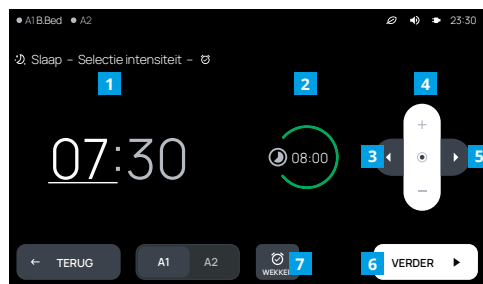 A1 B.Bed A2 23:30
Slaap – Selectie intensiteit –
1 2 4
07:30
08:00
+
3 5
−
TERUG A1 A2 WEKKER 7 6 VERDER